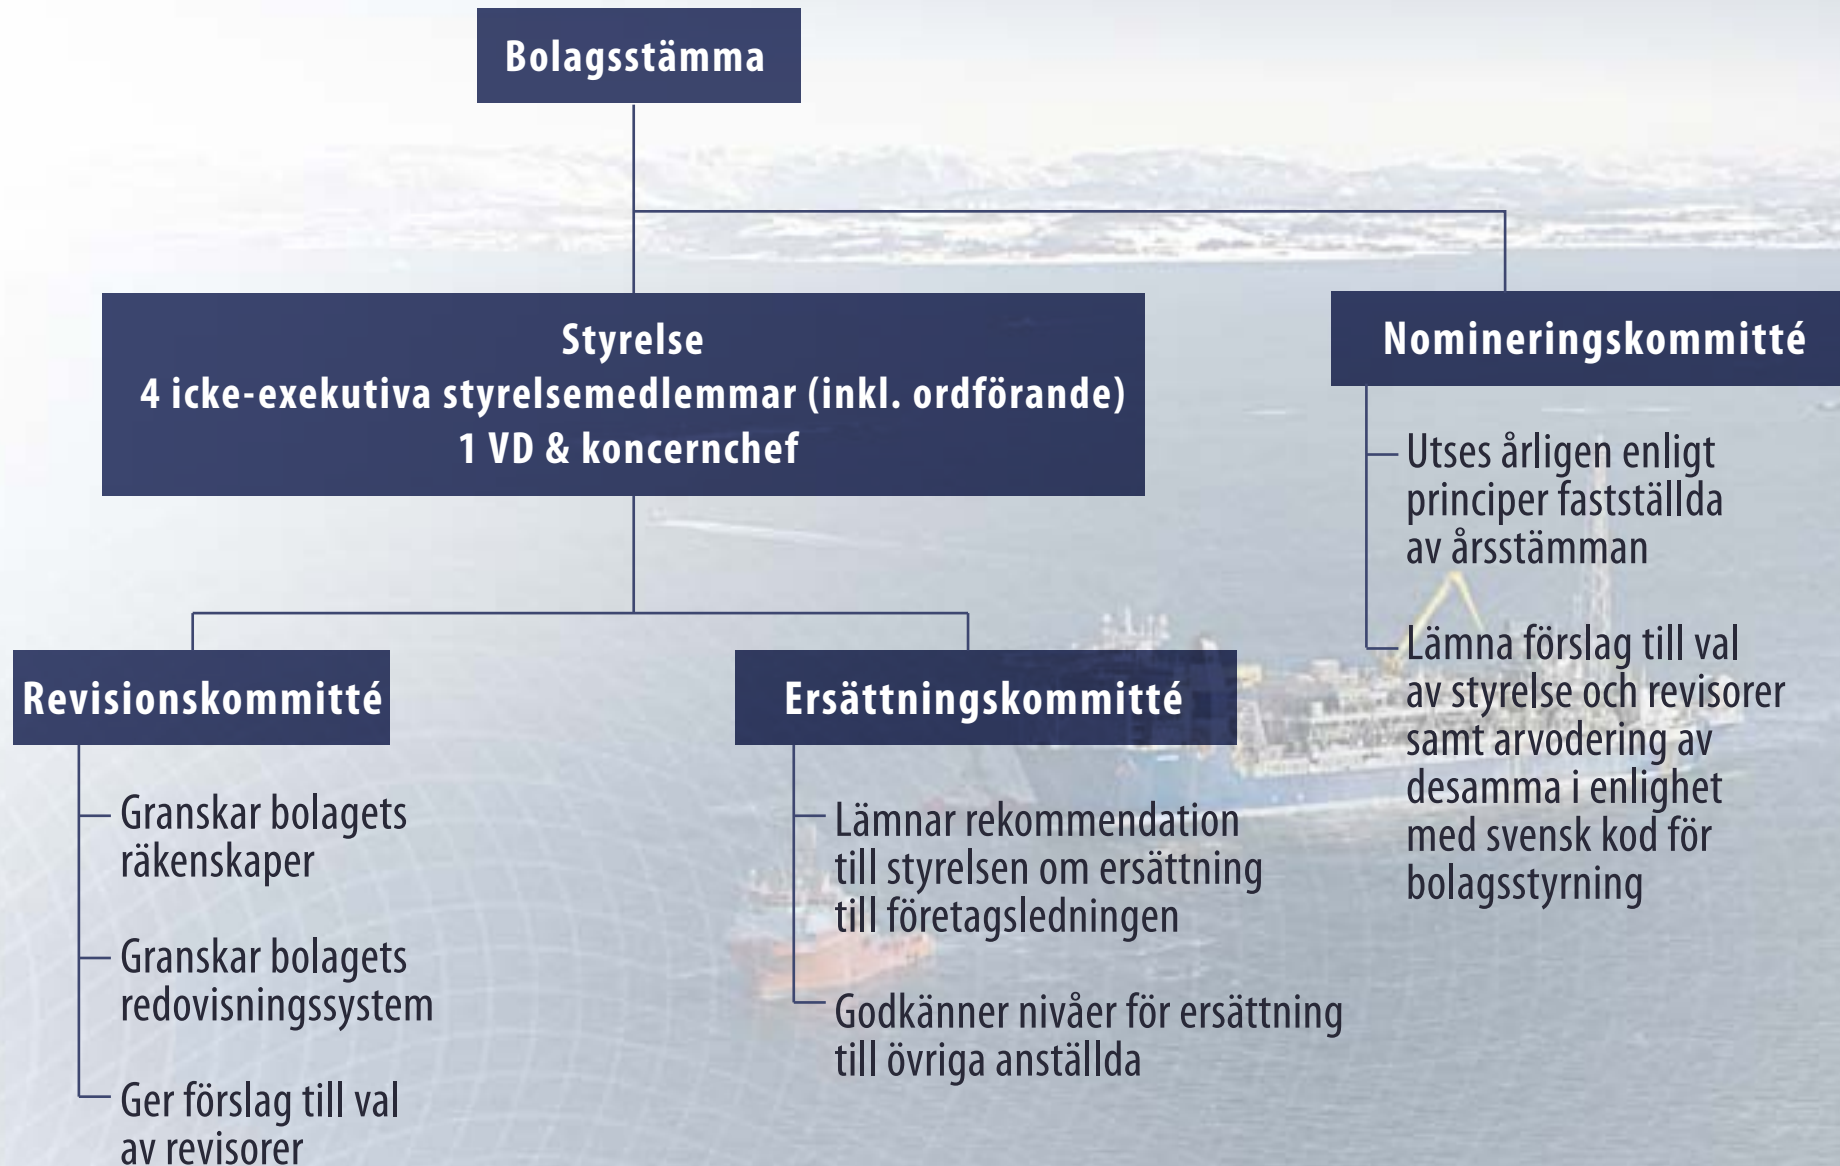 Bolagsstämma
Styrelse
4 icke-exekutiva styrelsemedlemmar (inkl. ordförande)
1 VD & koncernchef
Nomineringskommitté
Utses årligen enligt
principer fastställda
av årsstämman
Lämna förslag till val
av styrelse och revisorer
samt arvodering av
desamma i enlighet
med svensk kod för
bolagsstyrning
Revisionskommitté
Granskar bolagets
räkenskaper
Granskar bolagets
redovisningssystem
Ger förslag till val
av revisorer
Ersättningskommitté
Lämnar rekommendation
till styrelsen om ersättning
till företagsledningen
Godkänner nivåer för ersättning
till övriga anställda